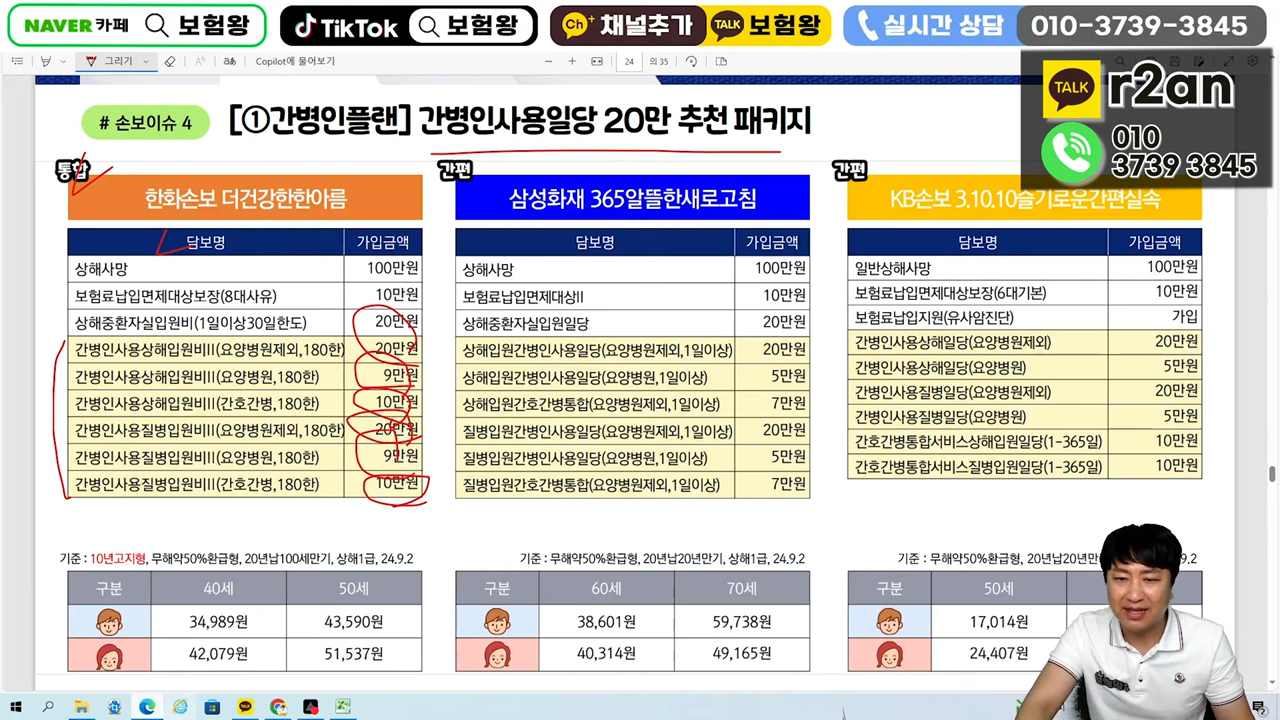 NAVER 카페 보험왕
TikTok 보험왕
Ch+ 채널추가 TALK 보험왕
실시간 상담 010-3739-3845
그리기
Copilot에 물어보기
24 의 35
TALK r2an
010
3739 3845
# 손보이슈 4
[①간병인플랜] 간병인사용일당 20만 추천 패키지
통합
한화손보 더건강한한아름
담보명 가입금액
상해사망 100만원
보험료납입면제대상보장(8대사유) 10만원
상해중환자실입원비(1일이상30일한도) 20만원
간병인사용상해입원비III(요양병원제외,180한) 20만원
간병인사용상해입원비III(요양병원,180한) 9만원
간병인사용상해입원비III(간호간병,180한) 10만원
간병인사용질병입원비III(요양병원제외,180한) 20만원
간병인사용질병입원비III(요양병원,180한) 9만원
간병인사용질병입원비III(간호간병,180한) 10만원
기준 : 10년고지형, 무해약50%환급형, 20년납100세만기, 상해1급, 24.9.2
구분 40세 50세
34,989원 43,590원
42,079원 51,537원
간편
삼성화재 365알뜰한새로고침
담보명 가입금액
상해사망 100만원
보험료납입면제대상II 10만원
상해중환자실입원일당 20만원
상해입원간병인사용일당(요양병원제외,1일이상) 20만원
상해입원간병인사용일당(요양병원,1일이상) 5만원
상해입원간호간병통합(요양병원제외,1일이상) 7만원
질병입원간병인사용일당(요양병원제외,1일이상) 20만원
질병입원간병인사용일당(요양병원,1일이상) 5만원
질병입원간호간병통합(요양병원제외,1일이상) 7만원
기준 : 무해약50%환급형, 20년납20년만기, 상해1급, 24.9.2
구분 60세 70세
38,601원 59,738원
40,314원 49,165원
간편
KB손보 3.10.10슬기로운간편실속
담보명 가입금액
일반상해사망 100만원
보험료납입면제대상보장(6대기본) 10만원
보험료납입지원(유사암진단) 가입
간병인사용상해일당(요양병원제외) 20만원
간병인사용상해일당(요양병원) 5만원
간병인사용질병일당(요양병원제외) 20만원
간병인사용질병일당(요양병원) 5만원
간호간병통합서비스상해입원일당(1-365일) 10만원
간호간병통합서비스질병입원일당(1-365일) 10만원
기준 : 무해약50%환급형, 20년납20년만
구분 50세
17,014원
24,407원